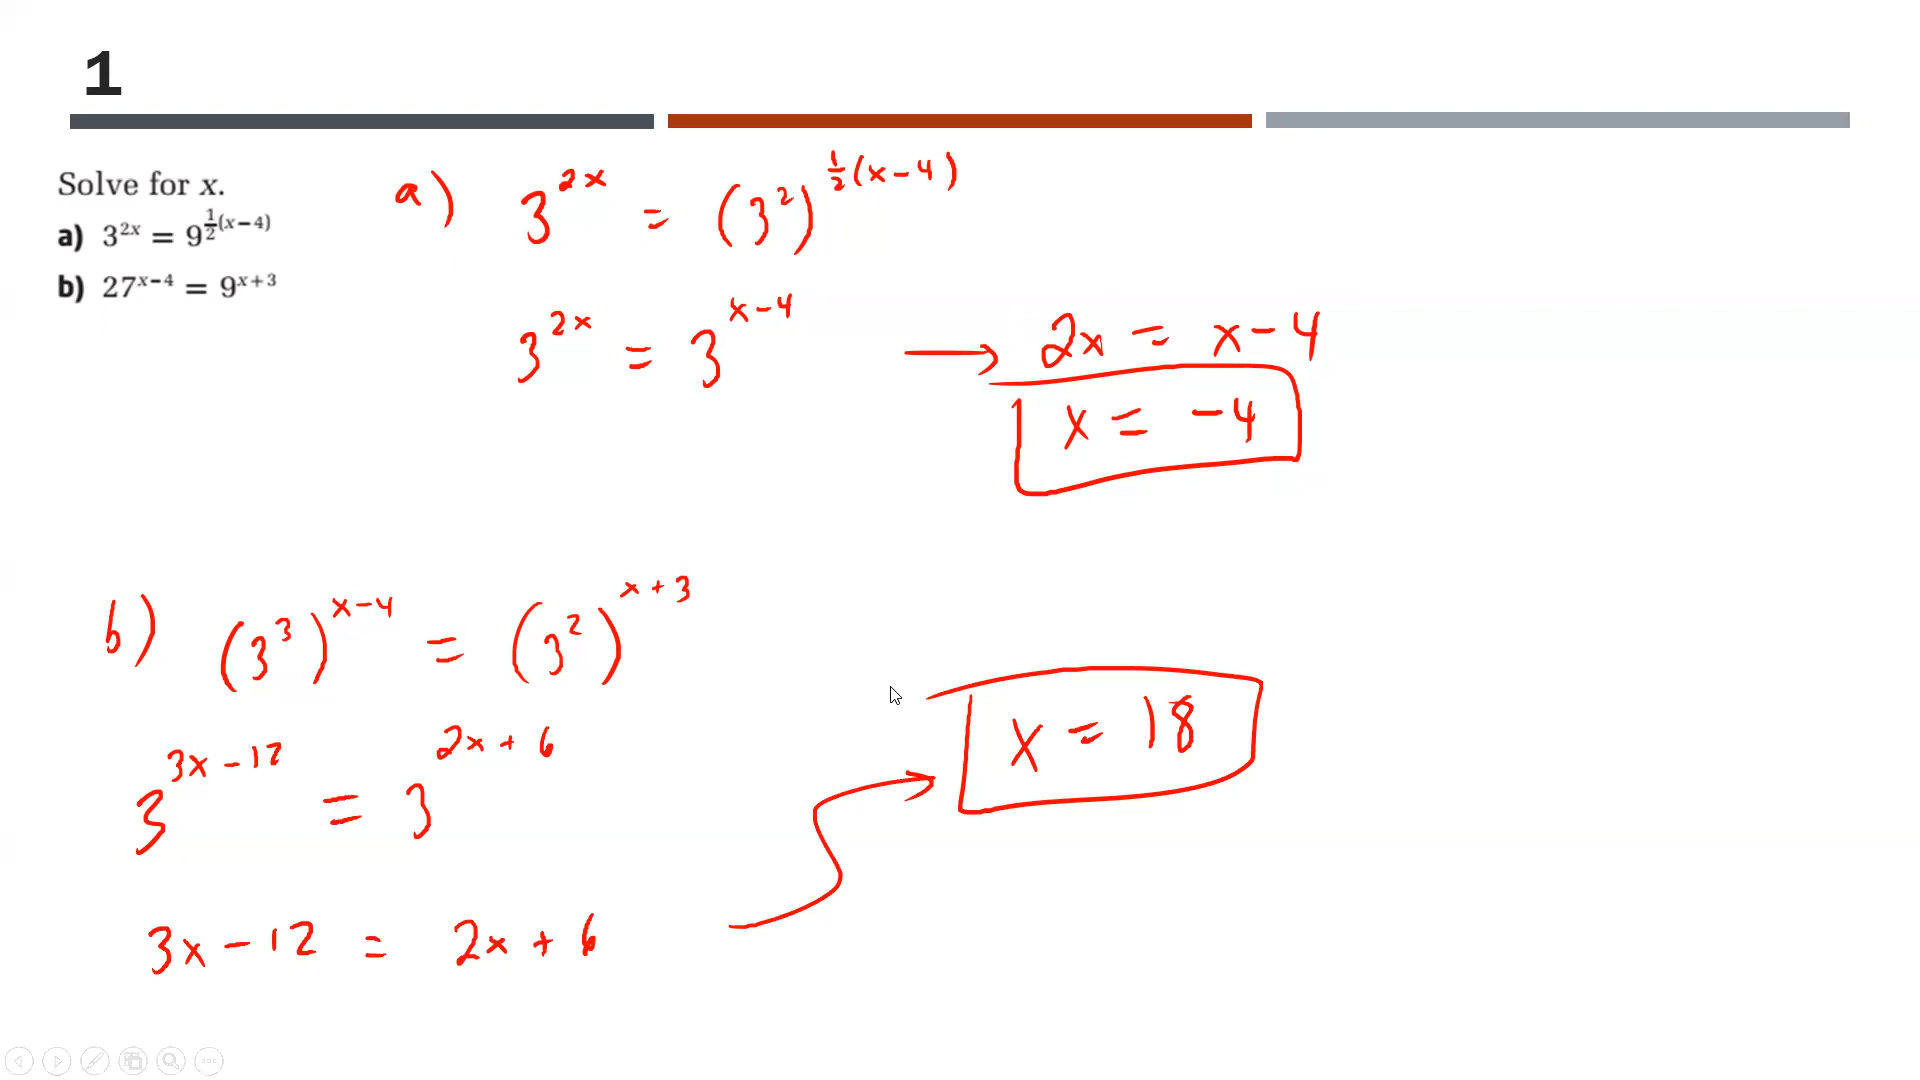 1
Solve for x.
a) 3^{2x} = 9^{\frac{1}{2}(x-4)}
b) 27^{x-4} = 9^{x+3}
a) 3^{2x} = (3^2)^{\frac{1}{2}(x-4)}
3^{2x} = 3^{x-4} → 2x = x-4
x = -4
b) (3^3)^{x-4} = (3^2)^{x+3}
3^{3x-12} = 3^{2x+6}
3x-12 = 2x+6
x = 18